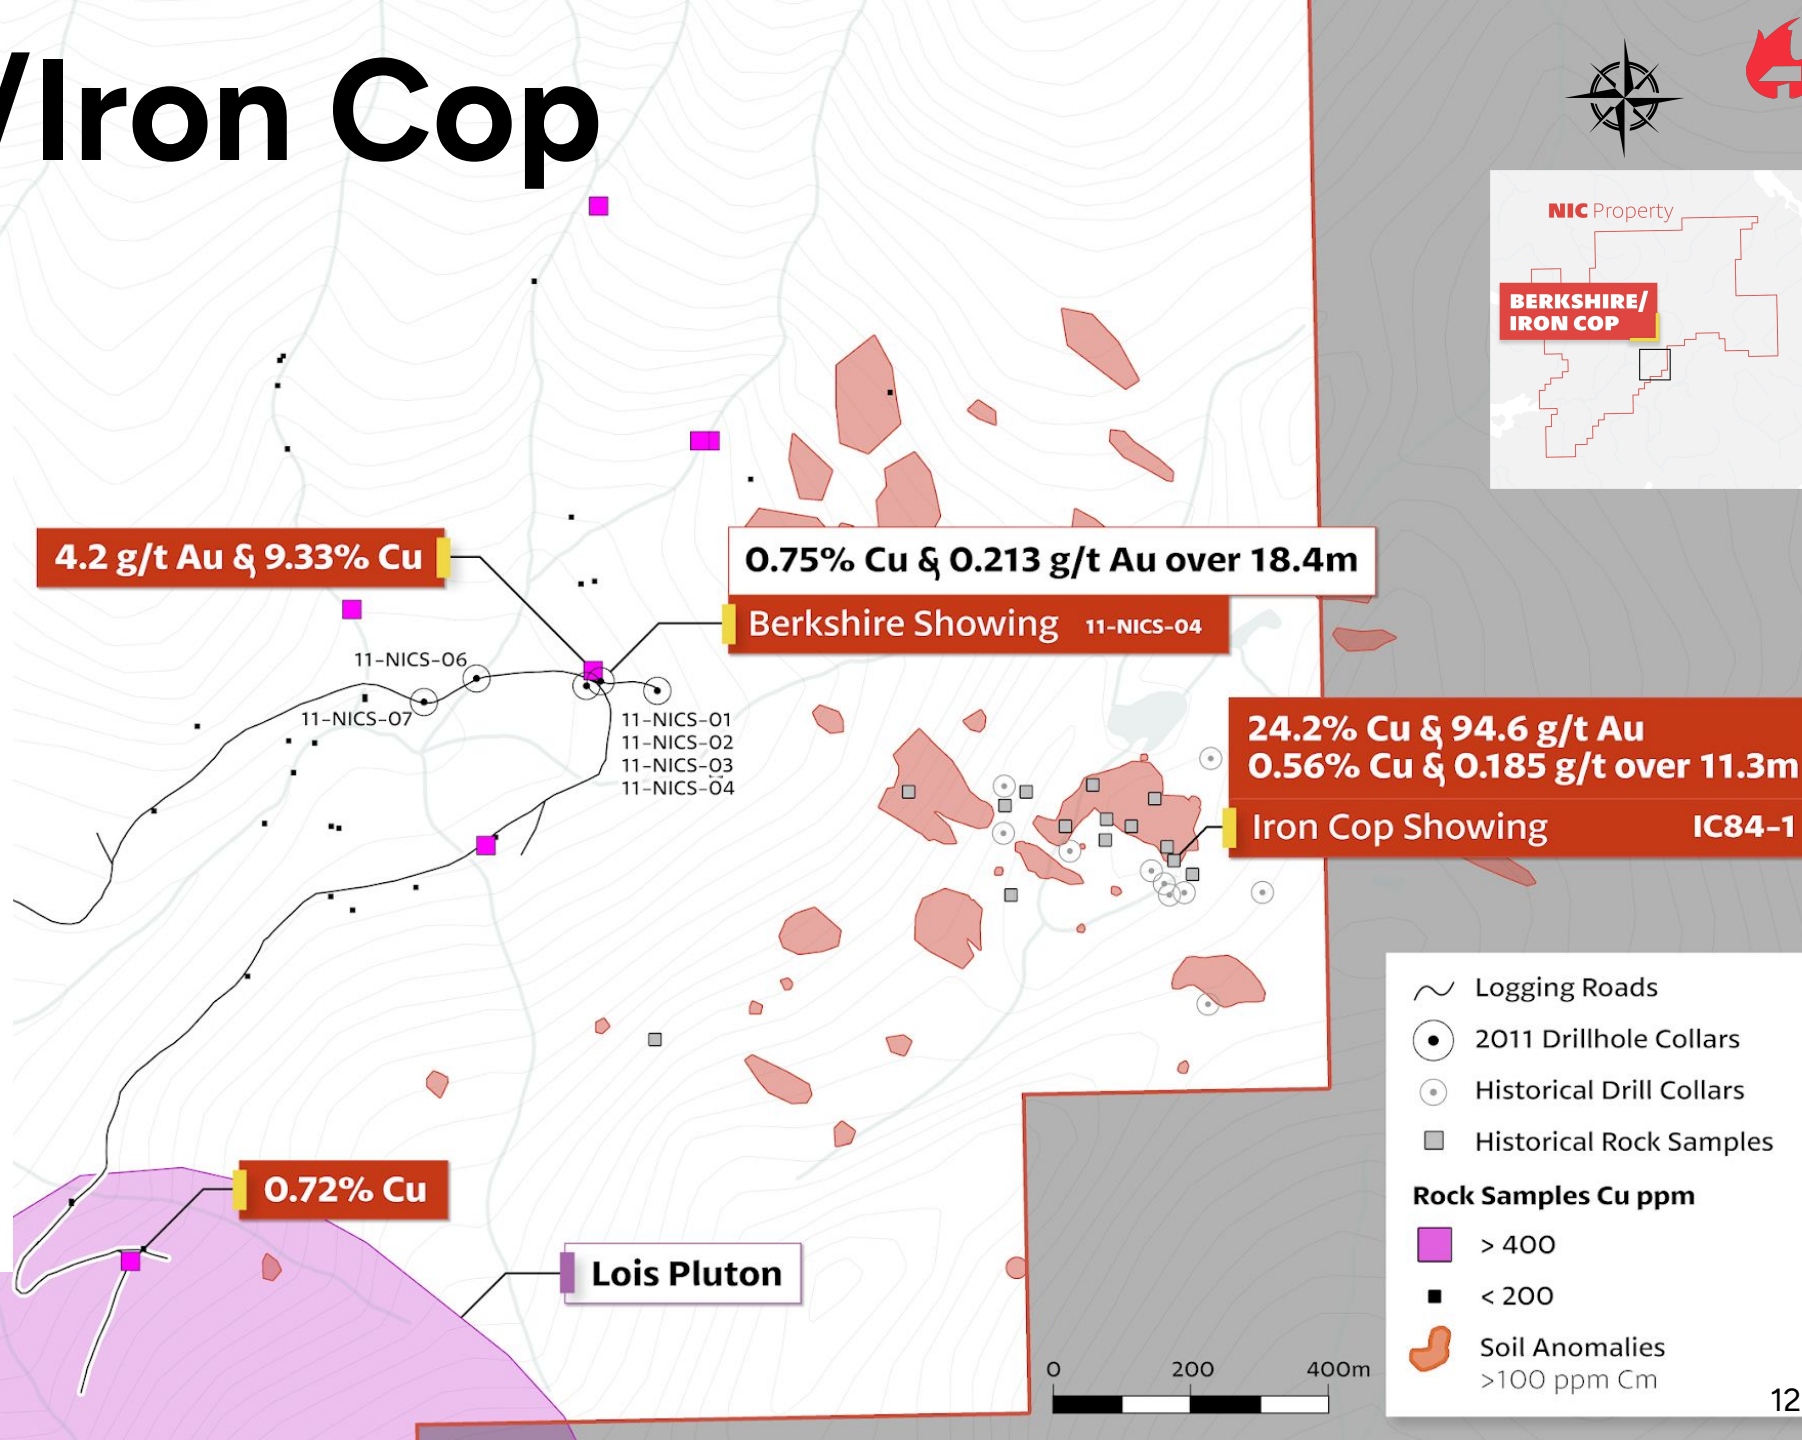 /Iron Cop
NIC Property
BERKSHIRE/
IRON COP
4.2 g/t Au & 9.33% Cu
0.75% Cu & 0.213 g/t Au over 18.4m
Berkshire Showing 11-NICS-04
11-NICS-06
11-NICS-07
11-NICS-01
11-NICS-02
11-NICS-03
11-NICS-04
24.2% Cu & 94.6 g/t Au
0.56% Cu & 0.185 g/t over 11.3m
Iron Cop Showing IC84-1
0.72% Cu
Lois Pluton
0 200 400m
Logging Roads
2011 Drillhole Collars
Historical Drill Collars
Historical Rock Samples
Rock Samples Cu ppm
> 400
< 200
Soil Anomalies
>100 ppm Cm
12